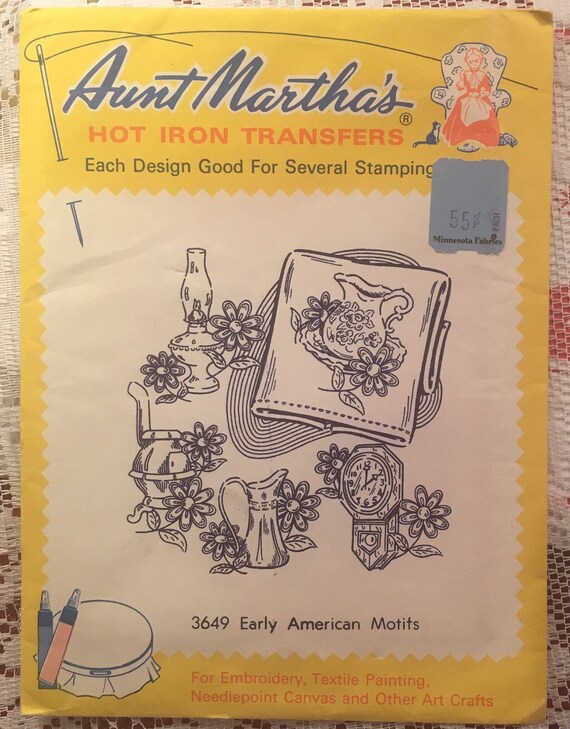 Aunt Martha's®
HOT IRON TRANSFERS
Each Design Good For Several Stamping
55¢ EACH
Minnesota Fabrics
3649 Early American Motifs
For Embroidery, Textile Painting,
Needlepoint Canvas and Other Art Crafts